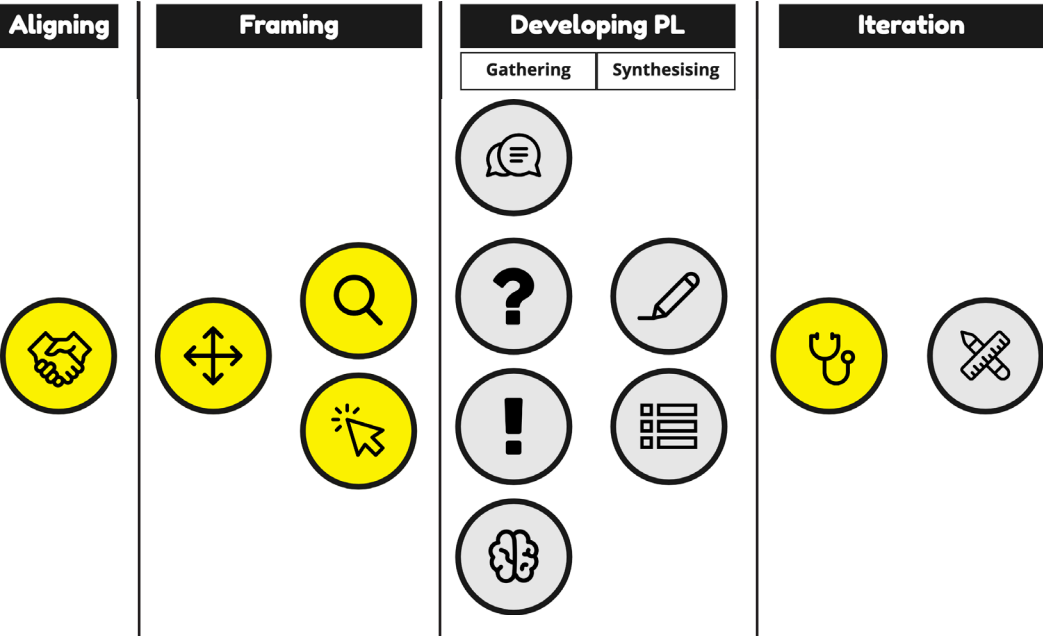 Aligning
Framing
Developing PL
Iteration
Gathering
Synthesising
?
!